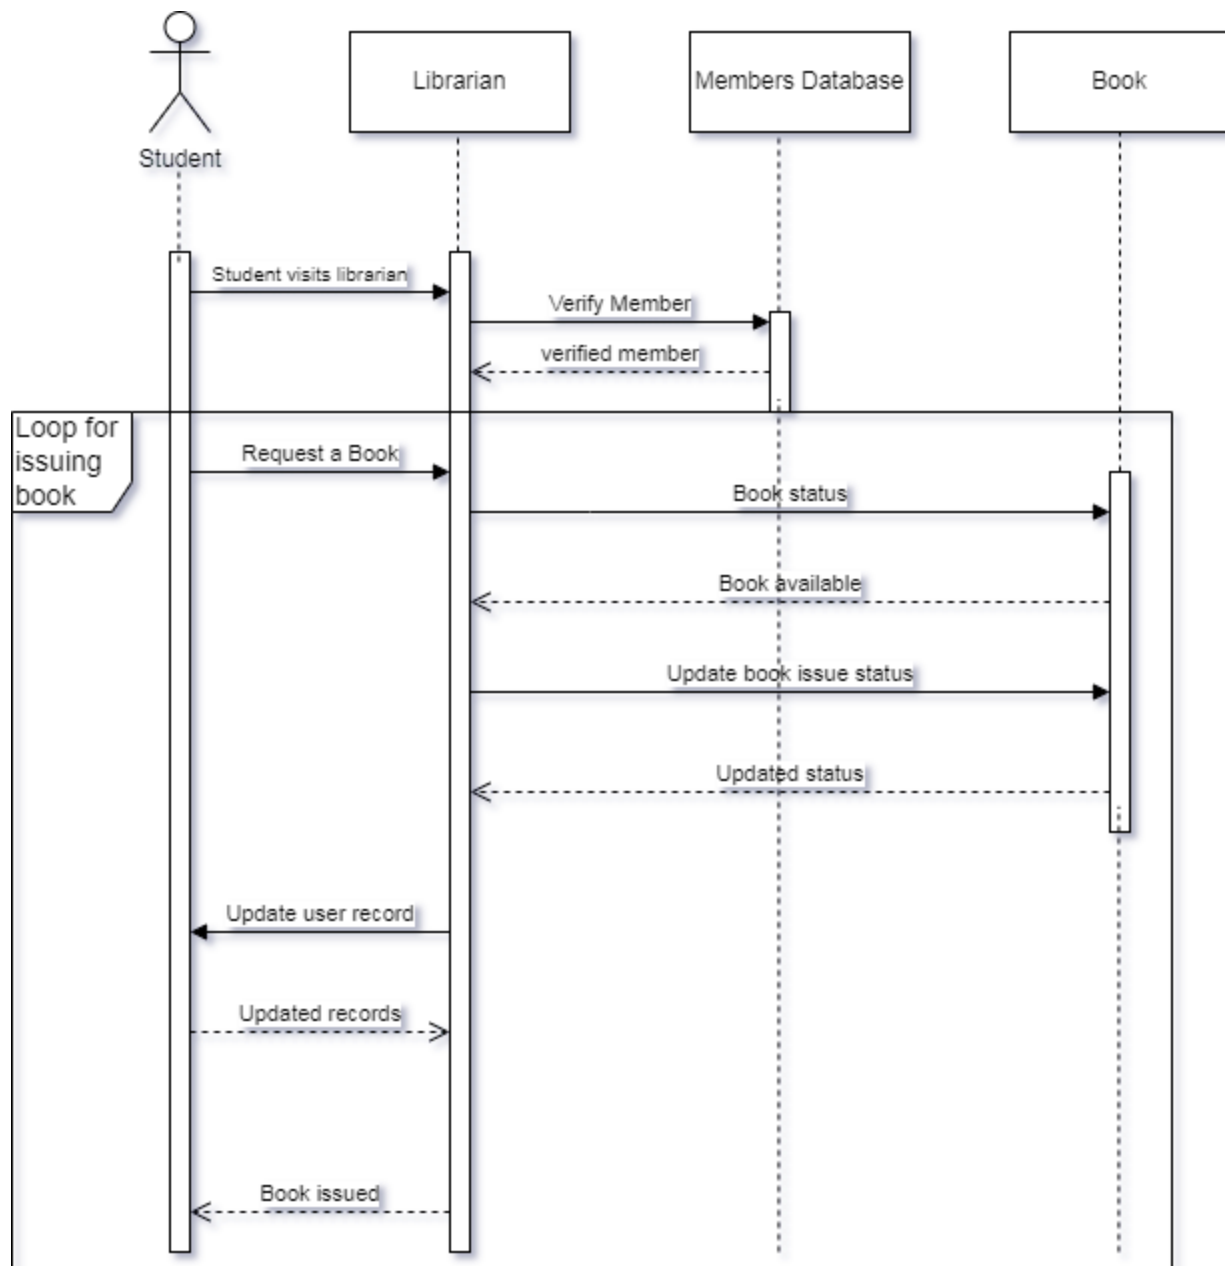 Student
Librarian
Members Database
Book
Student visits librarian
Verify Member
verified member
Loop for
issuing
book
Request a Book
Book status
Book available
Update book issue status
Updated status
Update user record
Updated records
Book issued